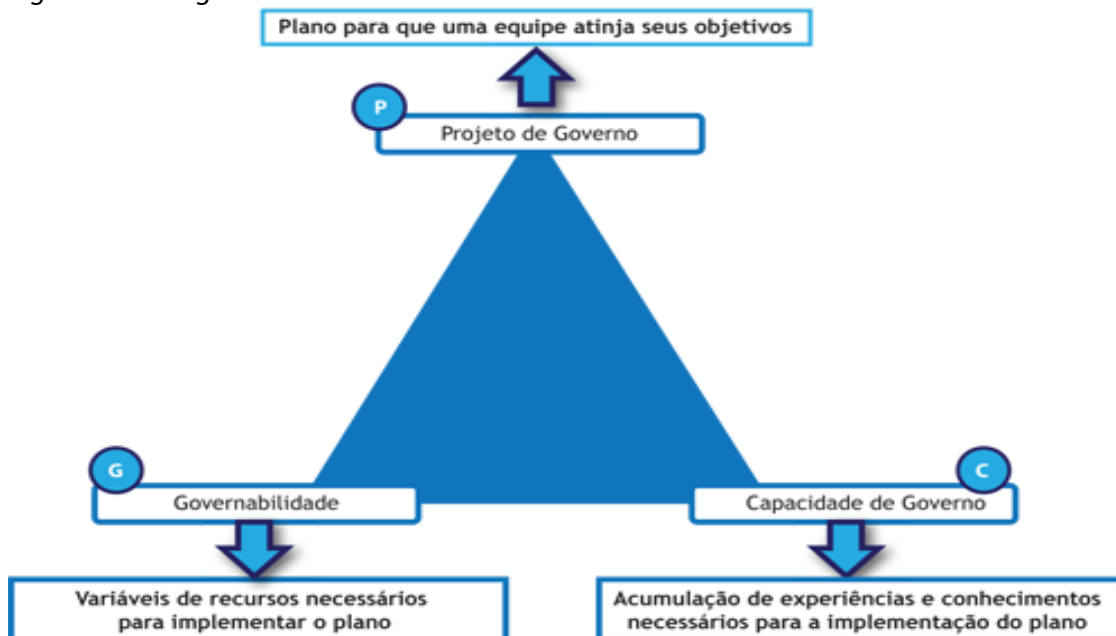 Plano para que uma equipe atinja seus objetivos
P
Projeto de Governo
G
Governabilidade
C
Capacidade de Governo
Variáveis de recursos necessários
para implementar o plano
Acumulação de experiências e conhecimentos
necessários para a implementação do plano